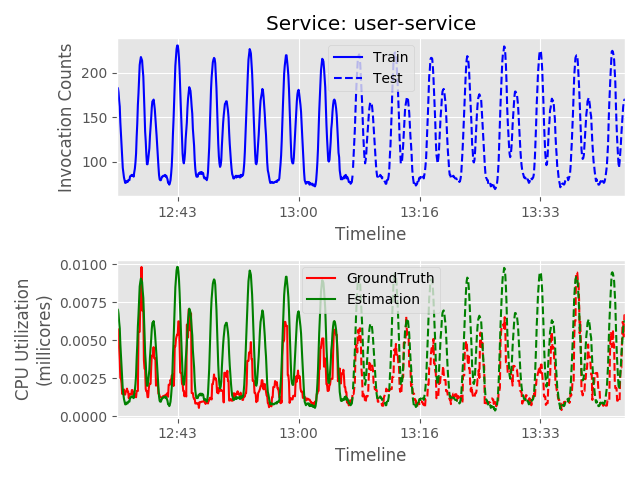 Service: user-service
Invocation Counts
200
150
100
Train
Test
12:43 13:00 13:16 13:33
Timeline
CPU Utilization
(millicores)
0.0100
0.0075
0.0050
0.0025
0.0000
GroundTruth
Estimation
12:43 13:00 13:16 13:33
Timeline